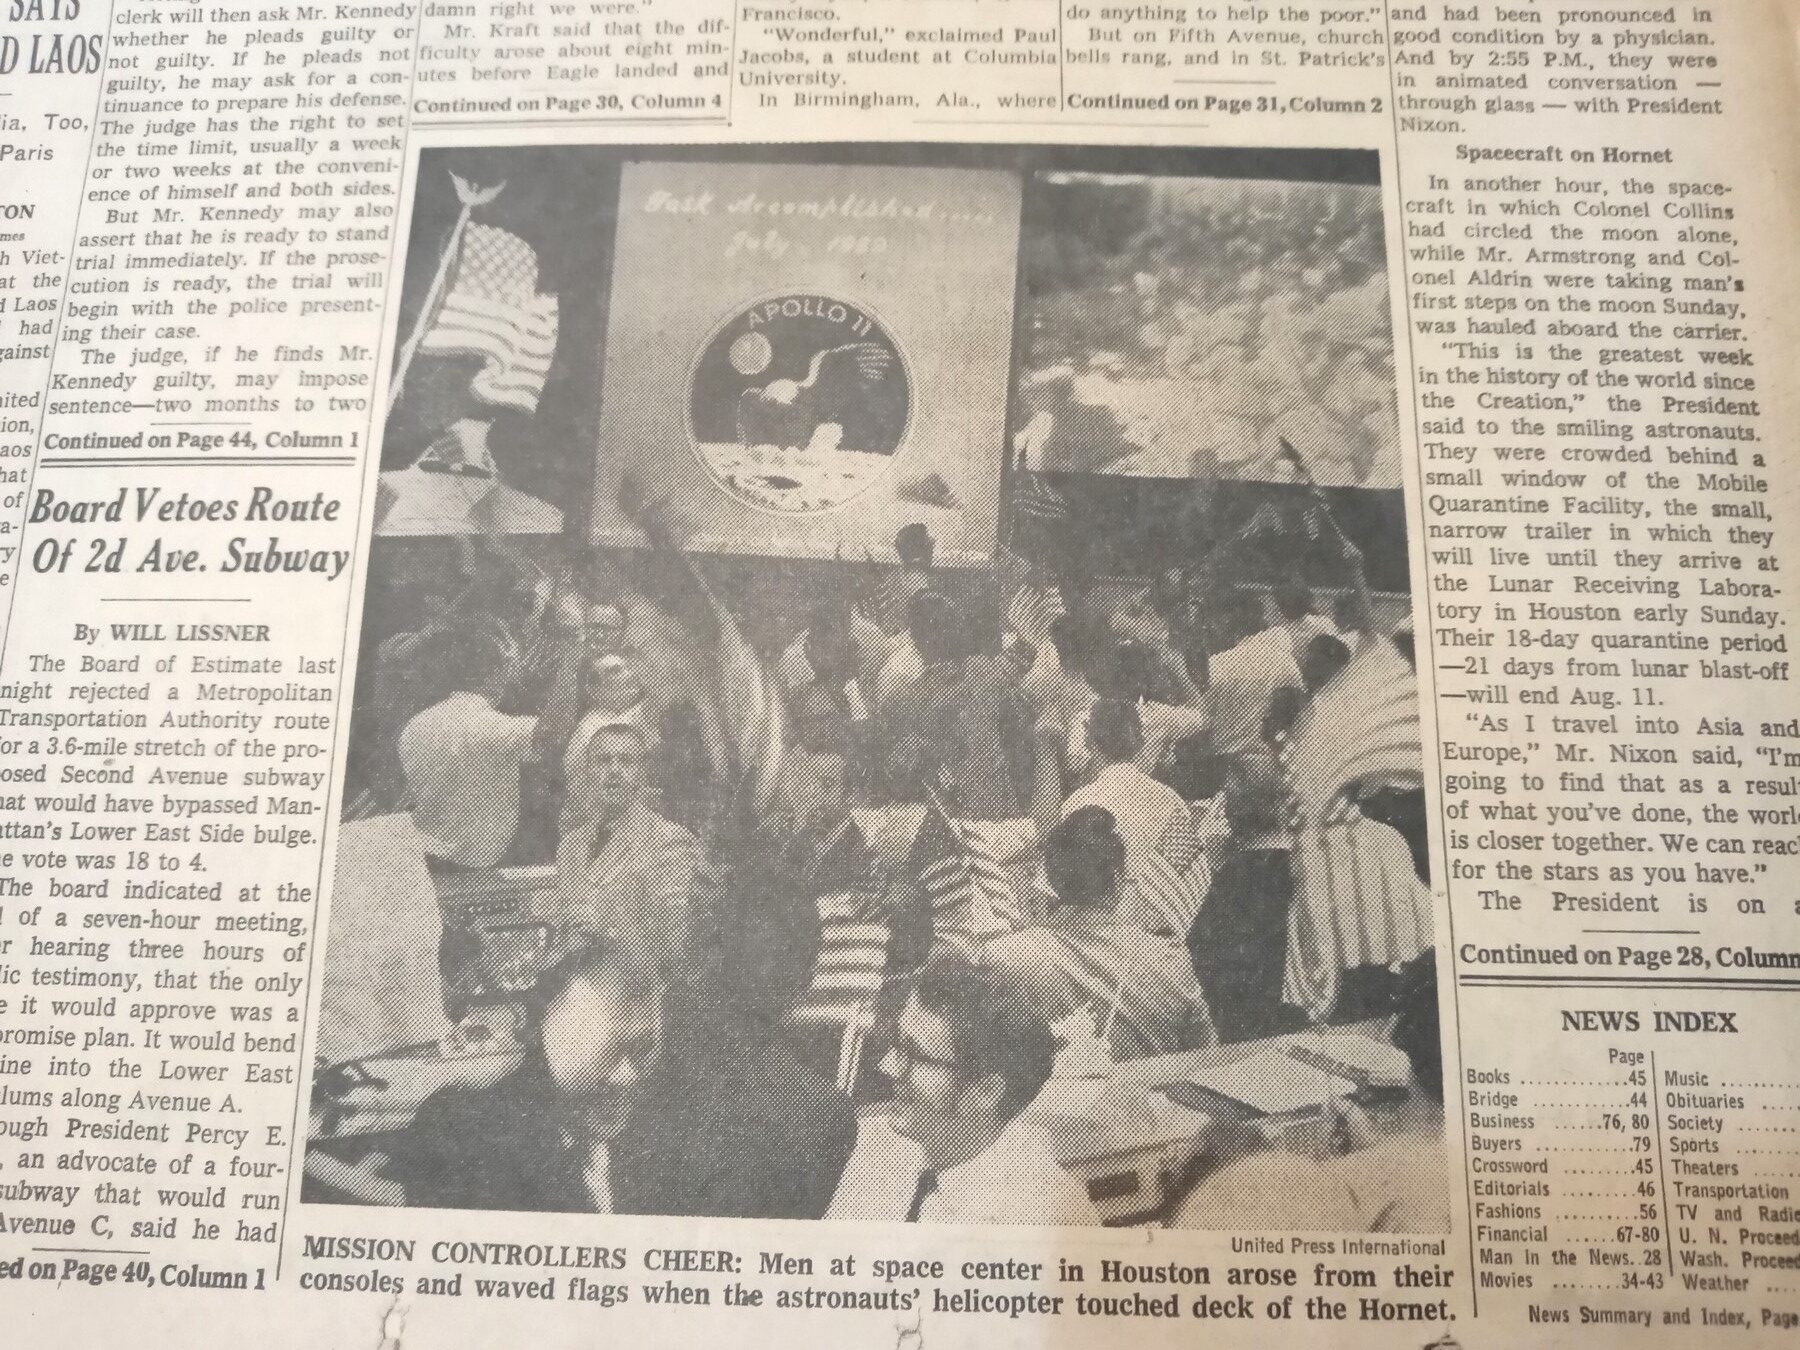 SAYS
D LAOS
ia, Too,
Paris
TON
mes
h Viet-
at the
d Laos
had
gainst
nited
ion,
aos
hat
of
a-
ry
e
clerk will then ask Mr. Kennedy
whether he pleads guilty or
not guilty. If he pleads not
guilty, he may ask for a con-
tinuance to prepare his defense.
The judge has the right to set
the time limit, usually a week
or two weeks at the conveni-
ence of himself and both sides.
But Mr. Kennedy may also
assert that he is ready to stand
trial immediately. If the prose-
cution is ready, the trial will
begin with the police present-
ing their case.
The judge, if he finds Mr.
Kennedy guilty, may impose
sentence—two months to two
Continued on Page 44, Column 1
Board Vetoes Route
Of 2d Ave. Subway
By WILL LISSNER
The Board of Estimate last
night rejected a Metropolitan
Transportation Authority route
for a 3.6-mile stretch of the pro-
posed Second Avenue subway
hat would have bypassed Man-
attan's Lower East Side bulge.
e vote was 18 to 4.
The board indicated at the
of a seven-hour meeting,
r hearing three hours of
lic testimony, that the only
e it would approve was a
promise plan. It would bend
ine into the Lower East
lums along Avenue A.
ough President Percy E.
, an advocate of a four-
subway that would run
Avenue C, said he had
ed on Page 40, Column 1
damn right we were."
Mr. Kraft said that the dif-
ficulty arose about eight min-
utes before Eagle landed and
Continued on Page 30, Column 4
Francisco.
"Wonderful," exclaimed Paul
Jacobs, a student at Columbia
University.
In Birmingham, Ala., where
do anything to help the poor."
But on Fifth Avenue, church
bells rang, and in St. Patrick's
Continued on Page 31, Column 2
Task Accomplished.....
July 1969
APOLLO 11
United Press International
MISSION CONTROLLERS CHEER: Men at space center in Houston arose from their
consoles and waved flags when the astronauts' helicopter touched deck of the Hornet.
and had been pronounced in
good condition by a physician.
And by 2:55 P.M., they were
in animated conversation —
through glass — with President
Nixon.
Spacecraft on Hornet
In another hour, the space-
craft in which Colonel Collins
had circled the moon alone,
while Mr. Armstrong and Col-
onel Aldrin were taking man's
first steps on the moon Sunday,
was hauled aboard the carrier.
"This is the greatest week
in the history of the world since
the Creation," the President
said to the smiling astronauts.
They were crowded behind a
small window of the Mobile
Quarantine Facility, the small,
narrow trailer in which they
will live until they arrive at
the Lunar Receiving Labora-
tory in Houston early Sunday.
Their 18-day quarantine period
—21 days from lunar blast-off
—will end Aug. 11.
"As I travel into Asia and
Europe," Mr. Nixon said, "I'm
going to find that as a result
of what you've done, the worl
is closer together. We can reac
for the stars as you have."
The President is on a
Continued on Page 28, Column
NEWS INDEX
Page
Books ............45
Bridge ...........44
Business ......76, 80
Buyers ...........79
Crossword ........45
Editorials .......46
Fashions .........56
Financial ......67-80
Man in the News..28
Movies ........34-43
Music .....
Obituaries ....
Society .....
Sports .....
Theaters .....
Transportation
TV and Radio
U. N. Proceed
Wash. Proceed
Weather ....
News Summary and Index, Page